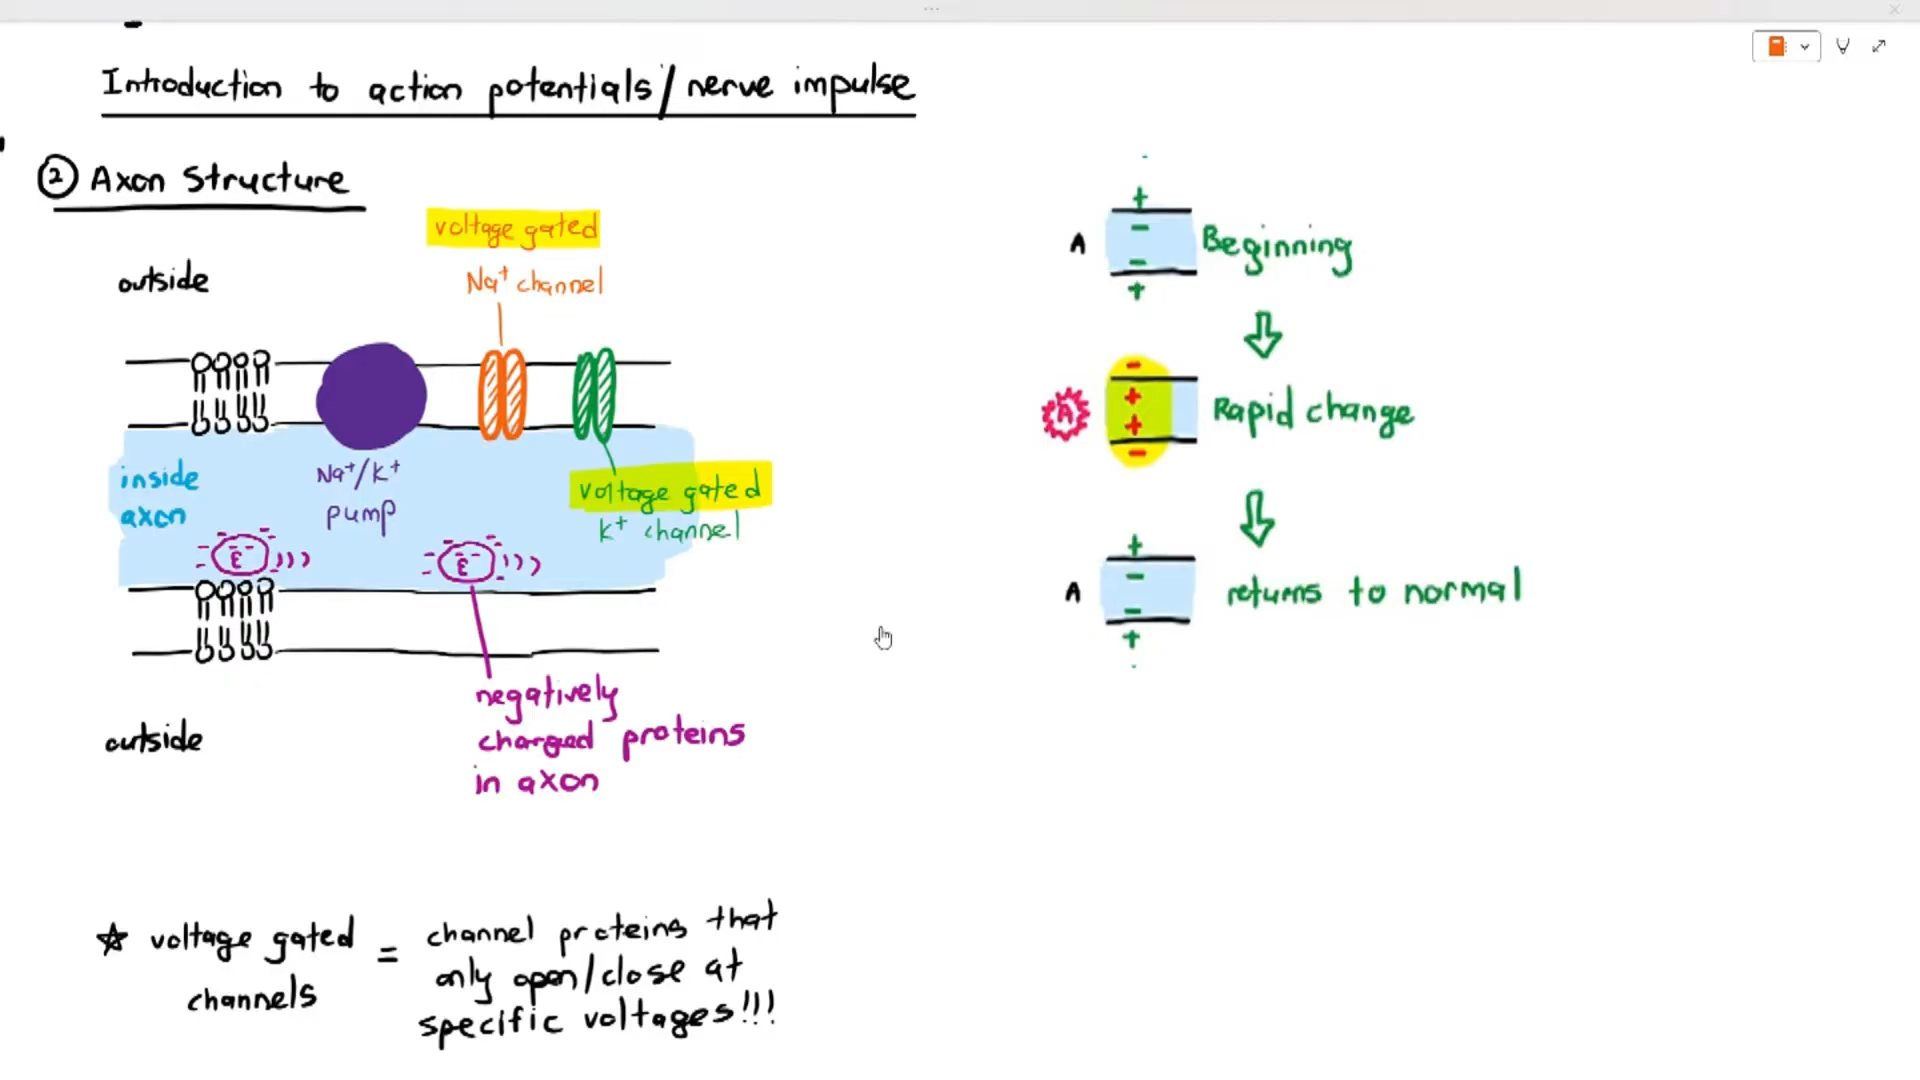 Introduction to action potentials/nerve impulse
② Axon Structure
voltage gated
Na⁺ channel
outside
inside
axon
Na⁺/K⁺
pump
voltage gated
K⁺ channel
negatively
charged proteins
in axon
outside
☆ voltage gated
channels
=
channel proteins that
only open/close at
specific voltages!!!
+
A − Beginning
−
+
−
A + Rapid change
+
−
+
A − returns to normal
−
+